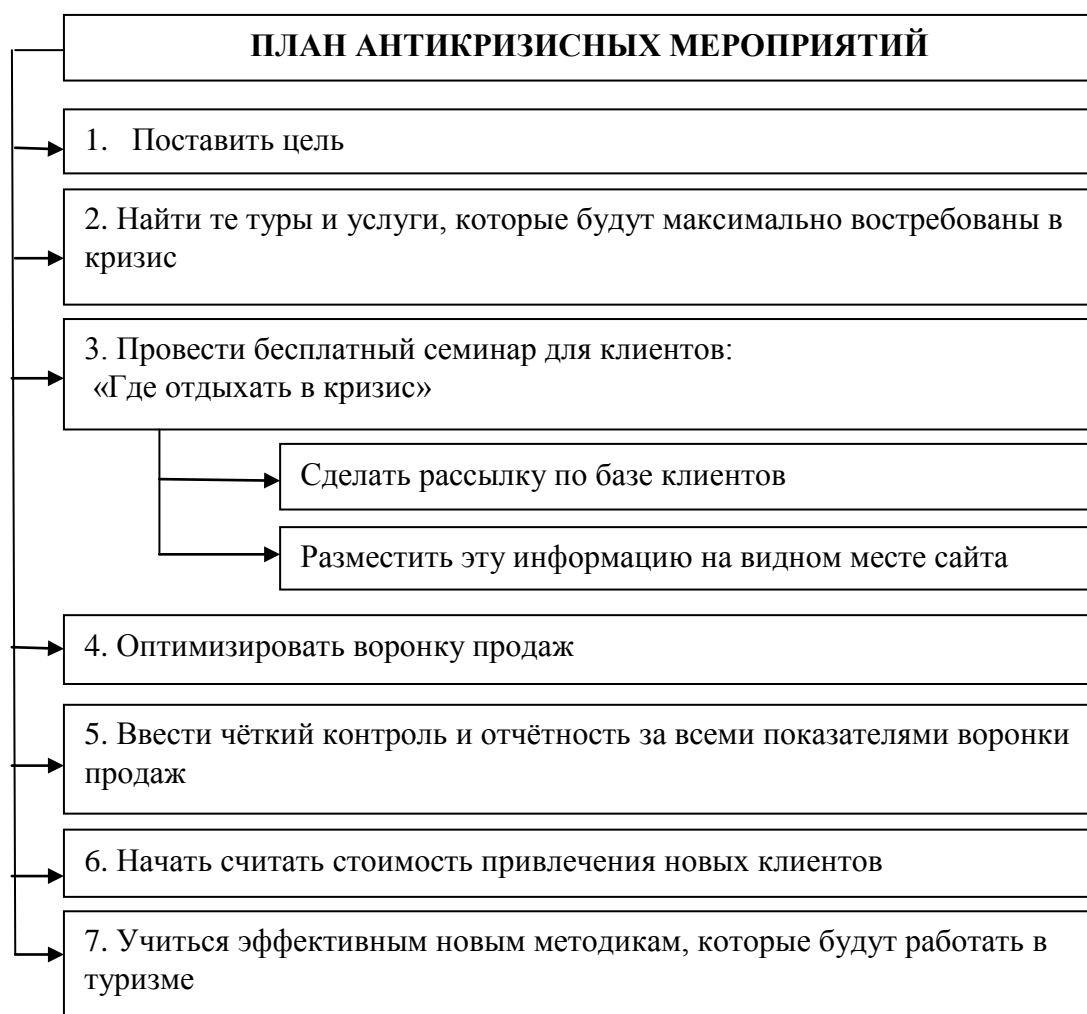 ПЛАН АНТИКРИЗИСНЫХ МЕРОПРИЯТИЙ
1. Поставить цель
2. Найти те туры и услуги, которые будут максимально востребованы в
кризис
3. Провести бесплатный семинар для клиентов:
«Где отдыхать в кризис»
Сделать рассылку по базе клиентов
Разместить эту информацию на видном месте сайта
4. Оптимизировать воронку продаж
5. Ввести чёткий контроль и отчётность за всеми показателями воронки
продаж
6. Начать считать стоимость привлечения новых клиентов
7. Учиться эффективным новым методикам, которые будут работать в
туризме